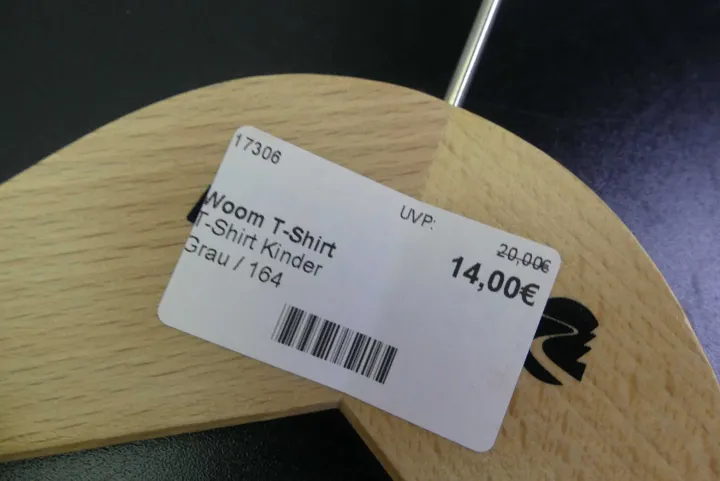 17306
Woom T-Shirt
T-Shirt Kinder
Grau / 164
UVP:
20,00€
14,00€